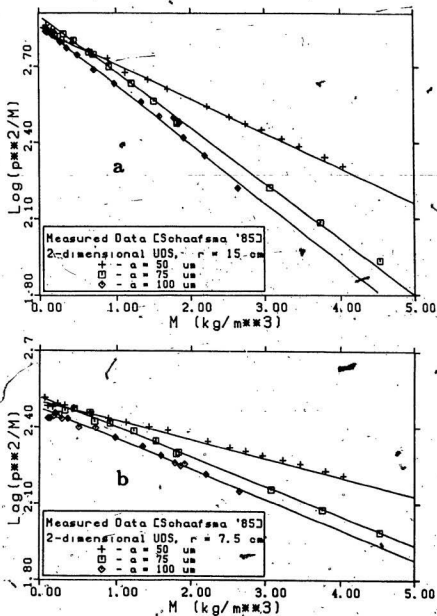 Log(p**2/M)
2.70
2.40
2.10
1.80
a
Measured Data [Schaafsma '85]
2-dimensional UOS, r = 15 cm
+ - a = 50 um
- a = 75 um
- a = 100 um
0.00 1.00 2.00 3.00 4.00 5.00
M (kg/m**3)
Log(p**2/M)
2.7
2.40
2.10
1.80
b
Measured Data [Schaafsma '85]
2-dimensional UOS, r = 7.5 cm
+ - a = 50 um
- a = 75 um
- a = 100 um
0.00 1.00 2.00 3.00 4.00 5.00
M (kg/m**3)